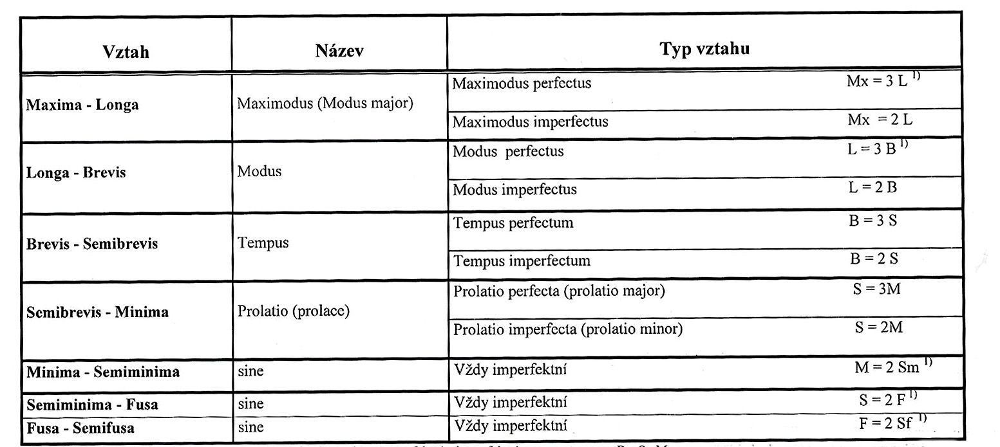 Vztah Název Typ vztahu
Maxima - Longa Maximodus (Modus major) Maximodus perfectus Mx = 3 L 1)
Maximodus imperfectus Mx = 2 L
Longa - Brevis Modus Modus perfectus L = 3 B 1)
Modus imperfectus L = 2 B
Brevis - Semibrevis Tempus Tempus perfectum B = 3 S
Tempus imperfectum B = 2 S
Semibrevis - Minima Prolatio (prolace) Prolatio perfecta (prolatio major) S = 3M
Prolatio imperfecta (prolatio minor) S = 2M
Minima - Semiminima sine Vždy imperfektní M = 2 Sm 1)
Semiminima - Fusa sine Vždy imperfektní S = 2 F 1)
Fusa - Semifusa sine Vždy imperfektní F = 2 Sf 1)